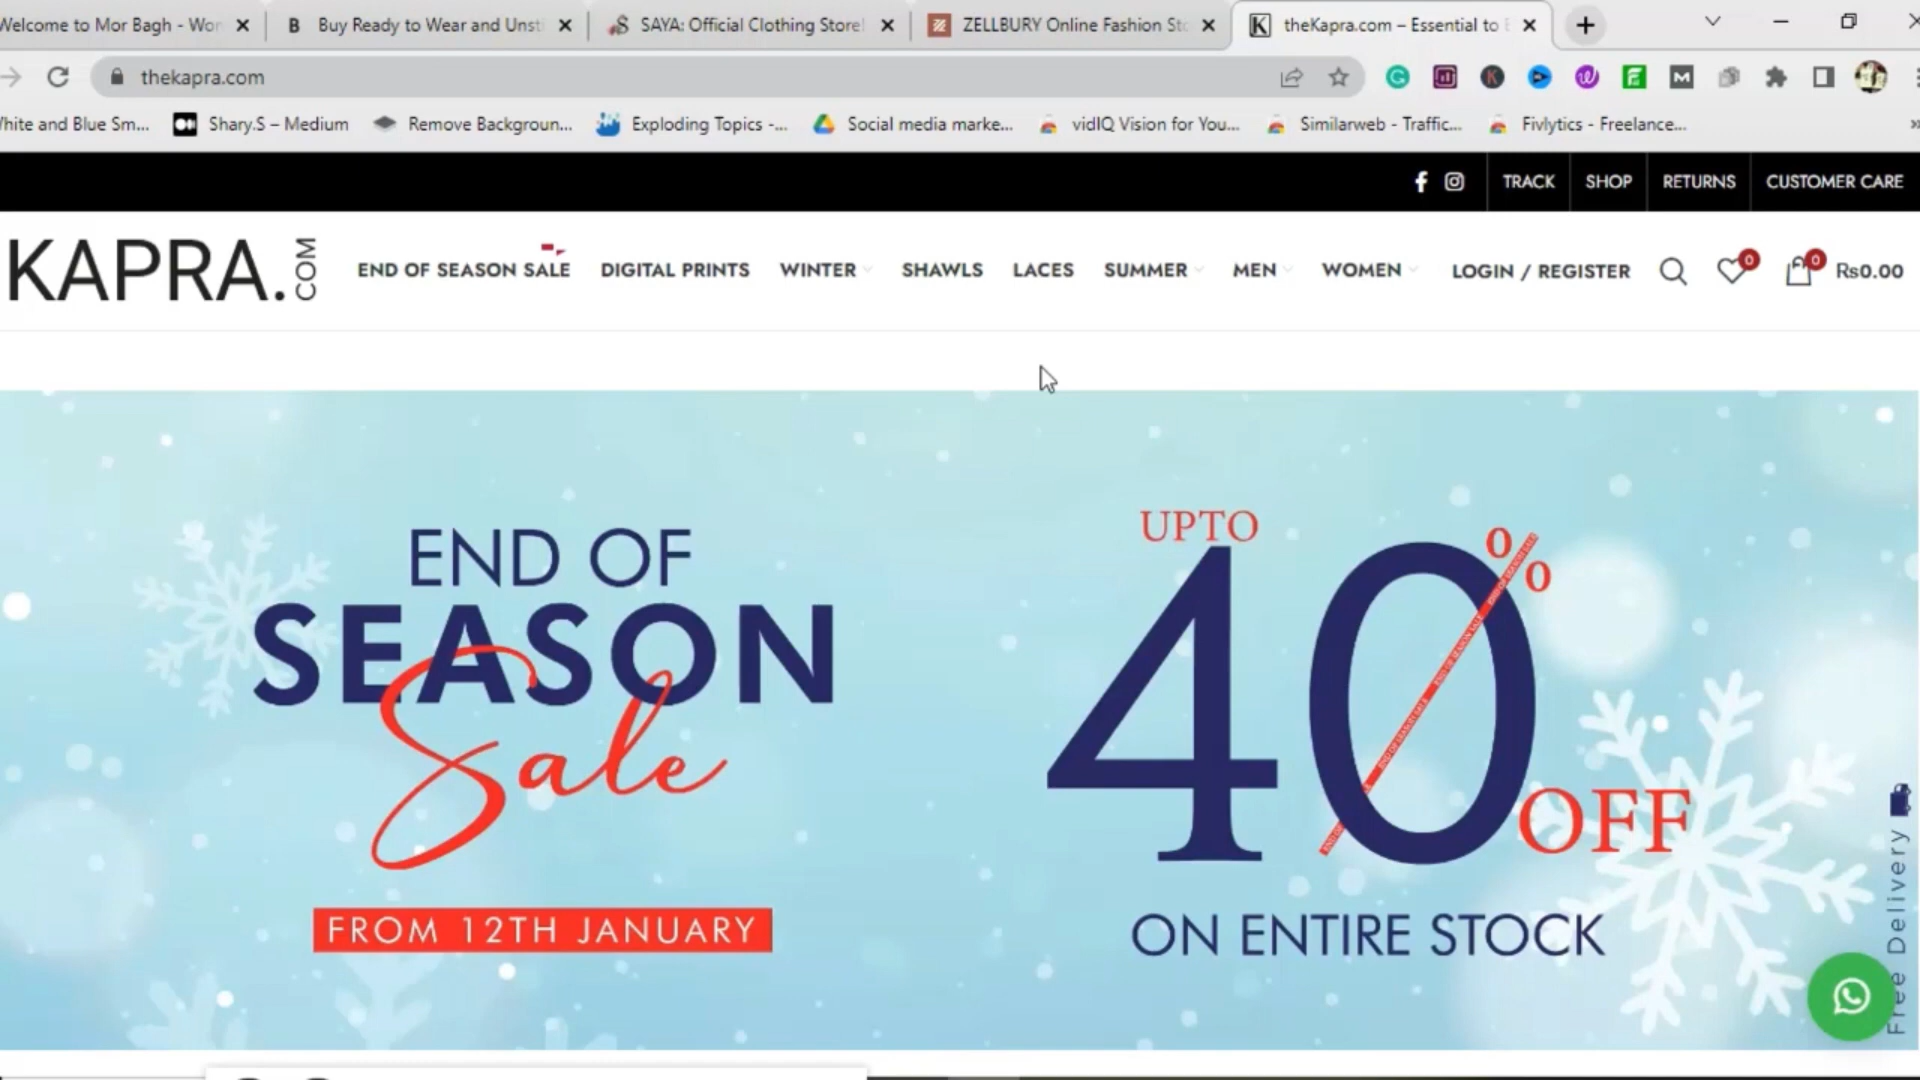 Welcome to Mor Bagh - Wor
B Buy Ready to Wear and Unsti
SAYA: Official Clothing Store!
ZELLBURY Online Fashion Sto
K theKapra.com – Essential to E
thekapra.com
hite and Blue Sm...
Shary.S – Medium
Remove Backgroun...
Exploding Topics -...
Social media marke...
vidIQ Vision for You...
Similarweb - Traffic...
Fivlytics - Freelance...
TRACK
SHOP
RETURNS
CUSTOMER CARE
KAPRA.COM
END OF SEASON SALE
DIGITAL PRINTS
WINTER
SHAWLS
LACES
SUMMER
MEN
WOMEN
LOGIN / REGISTER
0
0
₨0.00
END OF
SEASON
Sale
FROM 12TH JANUARY
UPTO
40%
OFF
ON ENTIRE STOCK
Free Delivery